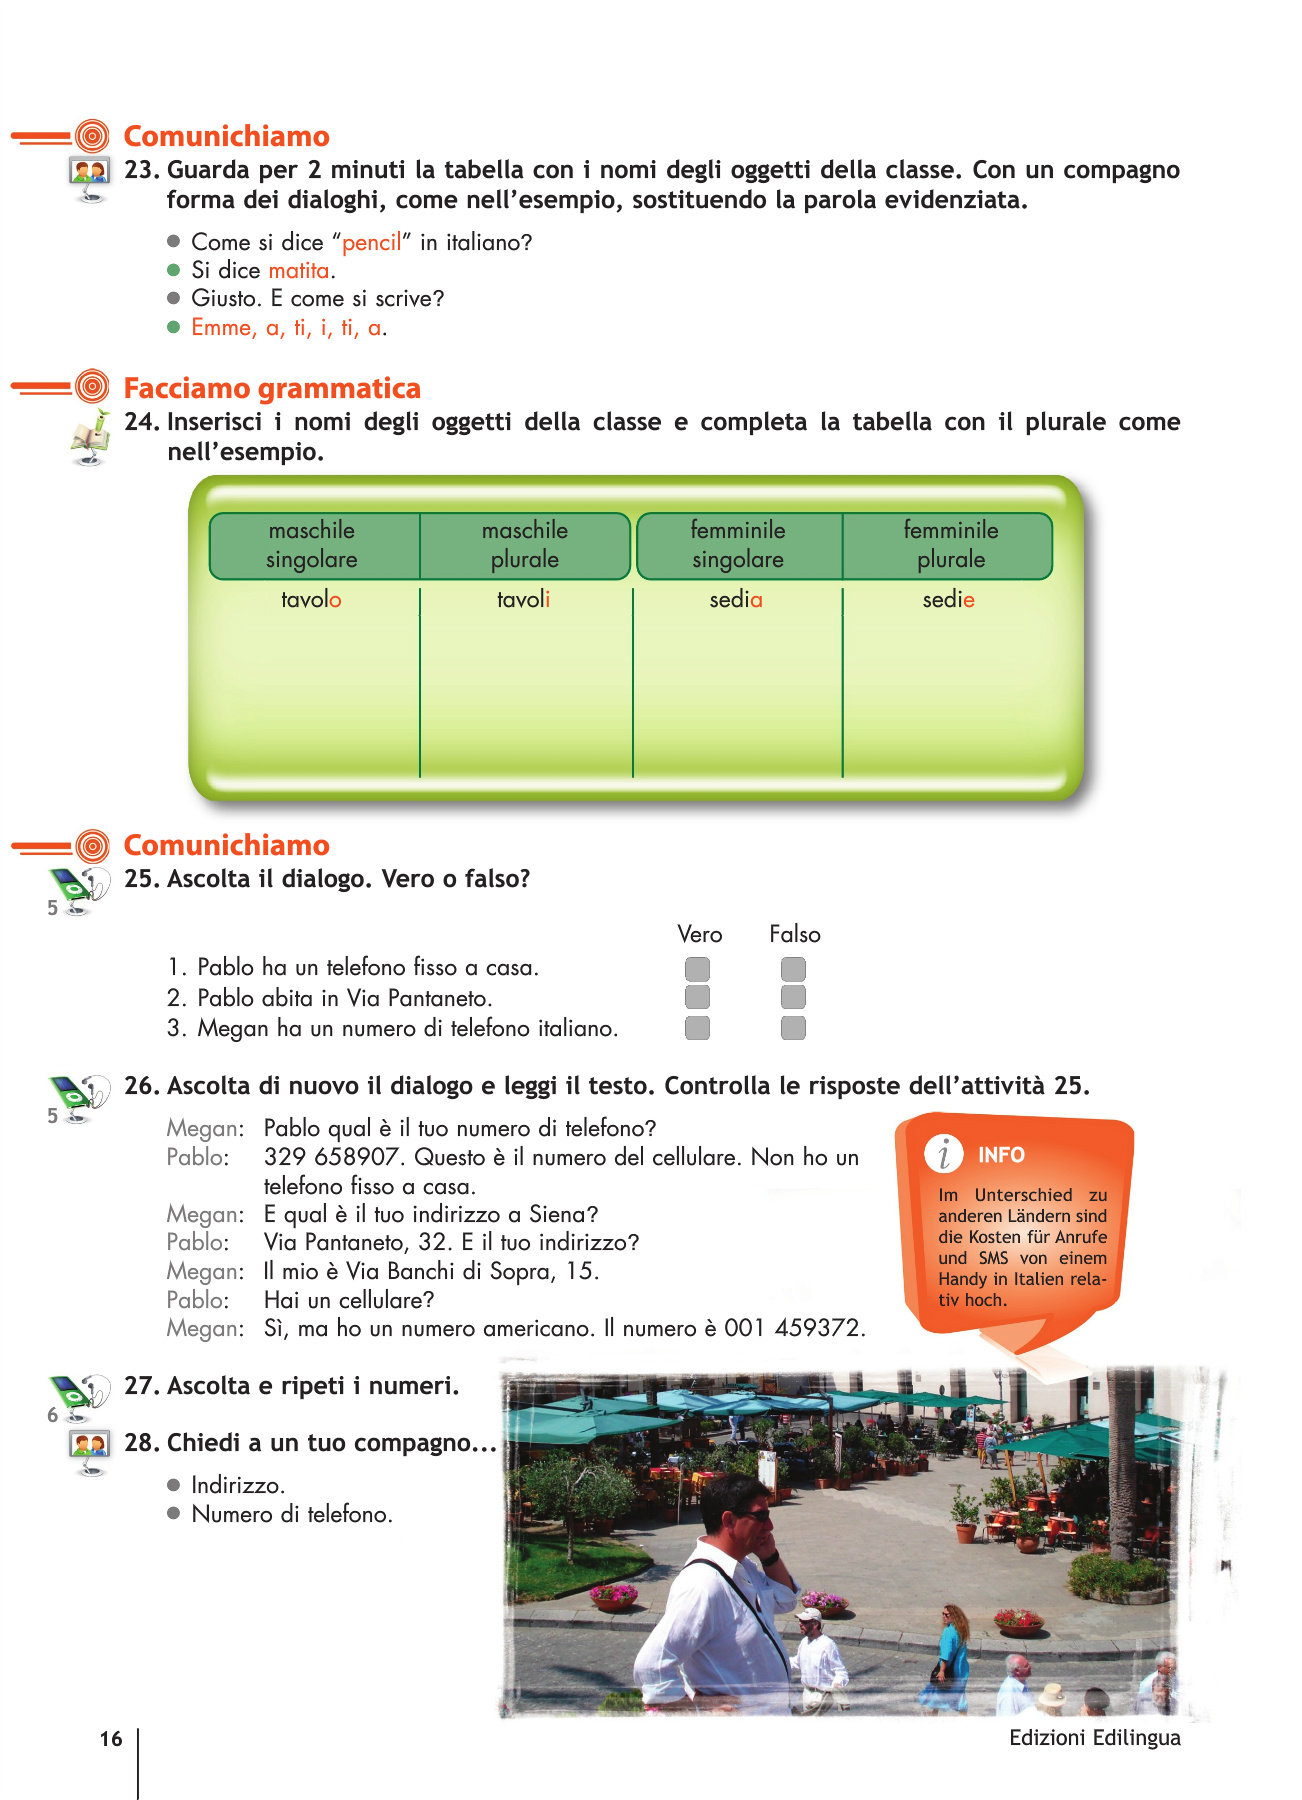 Comunichiamo
23. Guarda per 2 minuti la tabella con i nomi degli oggetti della classe. Con un compagno
forma dei dialoghi, come nell’esempio, sostituendo la parola evidenziata.
● Come si dice “pencil” in italiano?
● Si dice matita.
● Giusto. E come si scrive?
● Emme, a, ti, i, ti, a.
Facciamo grammatica
24. Inserisci i nomi degli oggetti della classe e completa la tabella con il plurale come
nell’esempio.
maschile singolare maschile plurale femminile singolare femminile plurale
tavolo tavoli sedia sedie
Comunichiamo
25. Ascolta il dialogo. Vero o falso?
5
Vero Falso
1. Pablo ha un telefono fisso a casa.
2. Pablo abita in Via Pantaneto.
3. Megan ha un numero di telefono italiano.
26. Ascolta di nuovo il dialogo e leggi il testo. Controlla le risposte dell’attività 25.
5
Megan: Pablo qual è il tuo numero di telefono?
Pablo: 329 658907. Questo è il numero del cellulare. Non ho un
telefono fisso a casa.
Megan: E qual è il tuo indirizzo a Siena?
Pablo: Via Pantaneto, 32. E il tuo indirizzo?
Megan: Il mio è Via Banchi di Sopra, 15.
Pablo: Hai un cellulare?
Megan: Sì, ma ho un numero americano. Il numero è 001 459372.
i INFO
Im Unterschied zu
anderen Ländern sind
die Kosten für Anrufe
und SMS von einem
Handy in Italien rela-
tiv hoch.
27. Ascolta e ripeti i numeri.
6
28. Chiedi a un tuo compagno...
● Indirizzo.
● Numero di telefono.
16
Edizioni Edilingua